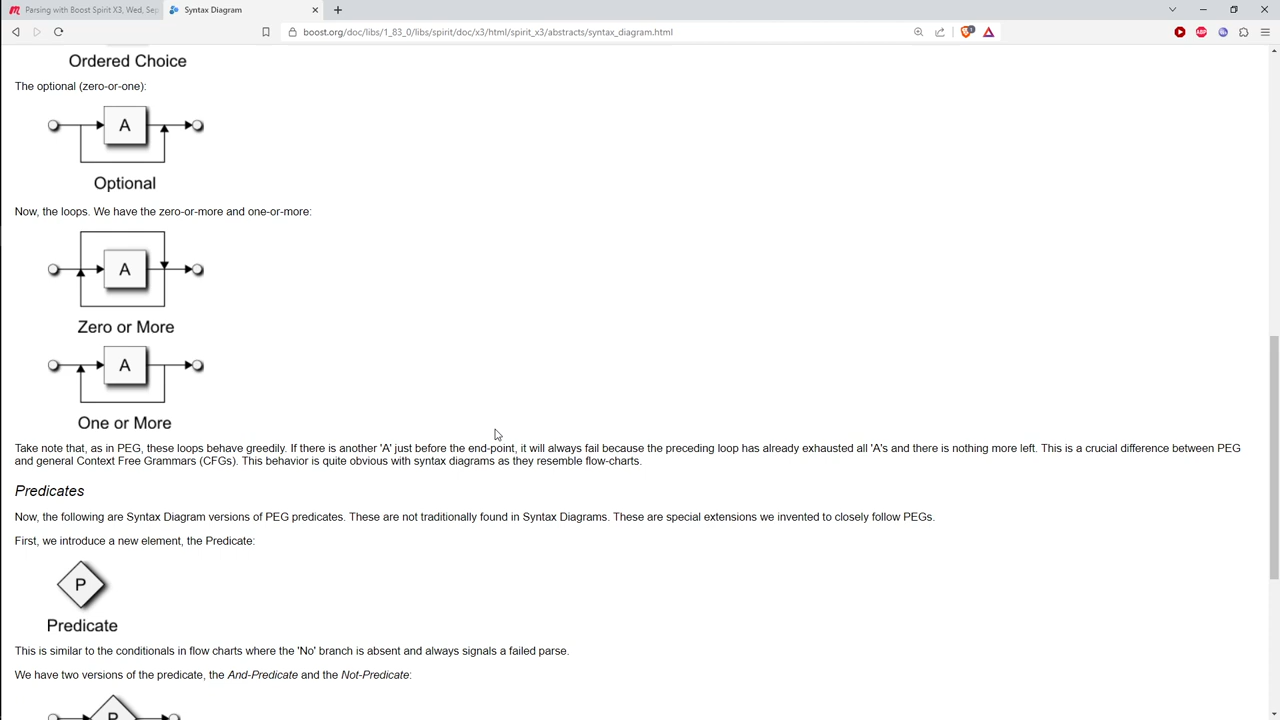 Parsing with Boost Spirit X3, Wed, Sep
Syntax Diagram
boost.org/doc/libs/1_83_0/libs/spirit/doc/x3/html/spirit_x3/abstracts/syntax_diagram.html
Ordered Choice
The optional (zero-or-one):
A
Optional
Now, the loops. We have the zero-or-more and one-or-more:
A
Zero or More
A
One or More
Take note that, as in PEG, these loops behave greedily. If there is another 'A' just before the end-point, it will always fail because the preceding loop has already exhausted all 'A's and there is nothing more left. This is a crucial difference between PEG
and general Context Free Grammars (CFGs). This behavior is quite obvious with syntax diagrams as they resemble flow-charts.
Predicates
Now, the following are Syntax Diagram versions of PEG predicates. These are not traditionally found in Syntax Diagrams. These are special extensions we invented to closely follow PEGs.
First, we introduce a new element, the Predicate:
P
Predicate
This is similar to the conditionals in flow charts where the 'No' branch is absent and always signals a failed parse.
We have two versions of the predicate, the And-Predicate and the Not-Predicate:
P